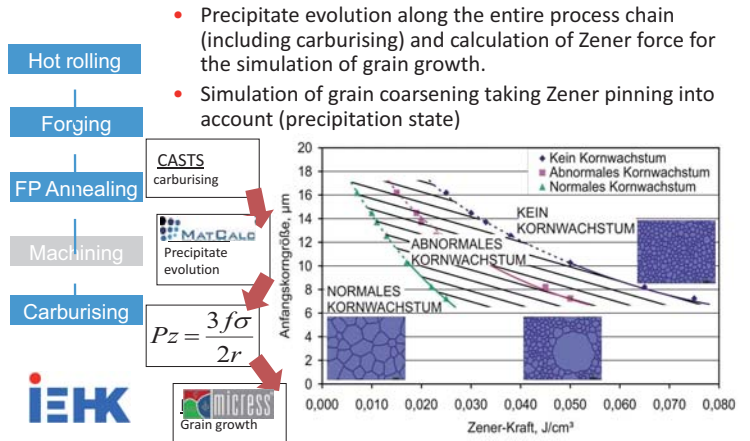 • Precipitate evolution along the entire process chain
(including carburising) and calculation of Zener force for
the simulation of grain growth.
• Simulation of grain coarsening taking Zener pinning into
account (precipitation state)
Hot rolling
Forging
FP Annealing
Machining
Carburising
CASTS
carburising
MATCALC
Precipitate
evolution
Pz = 3fσ / 2r
micress
Grain growth
iEHK
Anfangskorngröße, µm
20
18
16
14
12
10
8
6
4
2
0
Kein Kornwachstum
Abnormales Kornwachstum
Normales Kornwachstum
KEIN
KORNWACHSTUM
ABNORMALES
KORNWACHSTUM
NORMALES
KORNWACHSTUM
0,000 0,010 0,020 0,030 0,040 0,050 0,060 0,070 0,080
Zener-Kraft, J/cm³